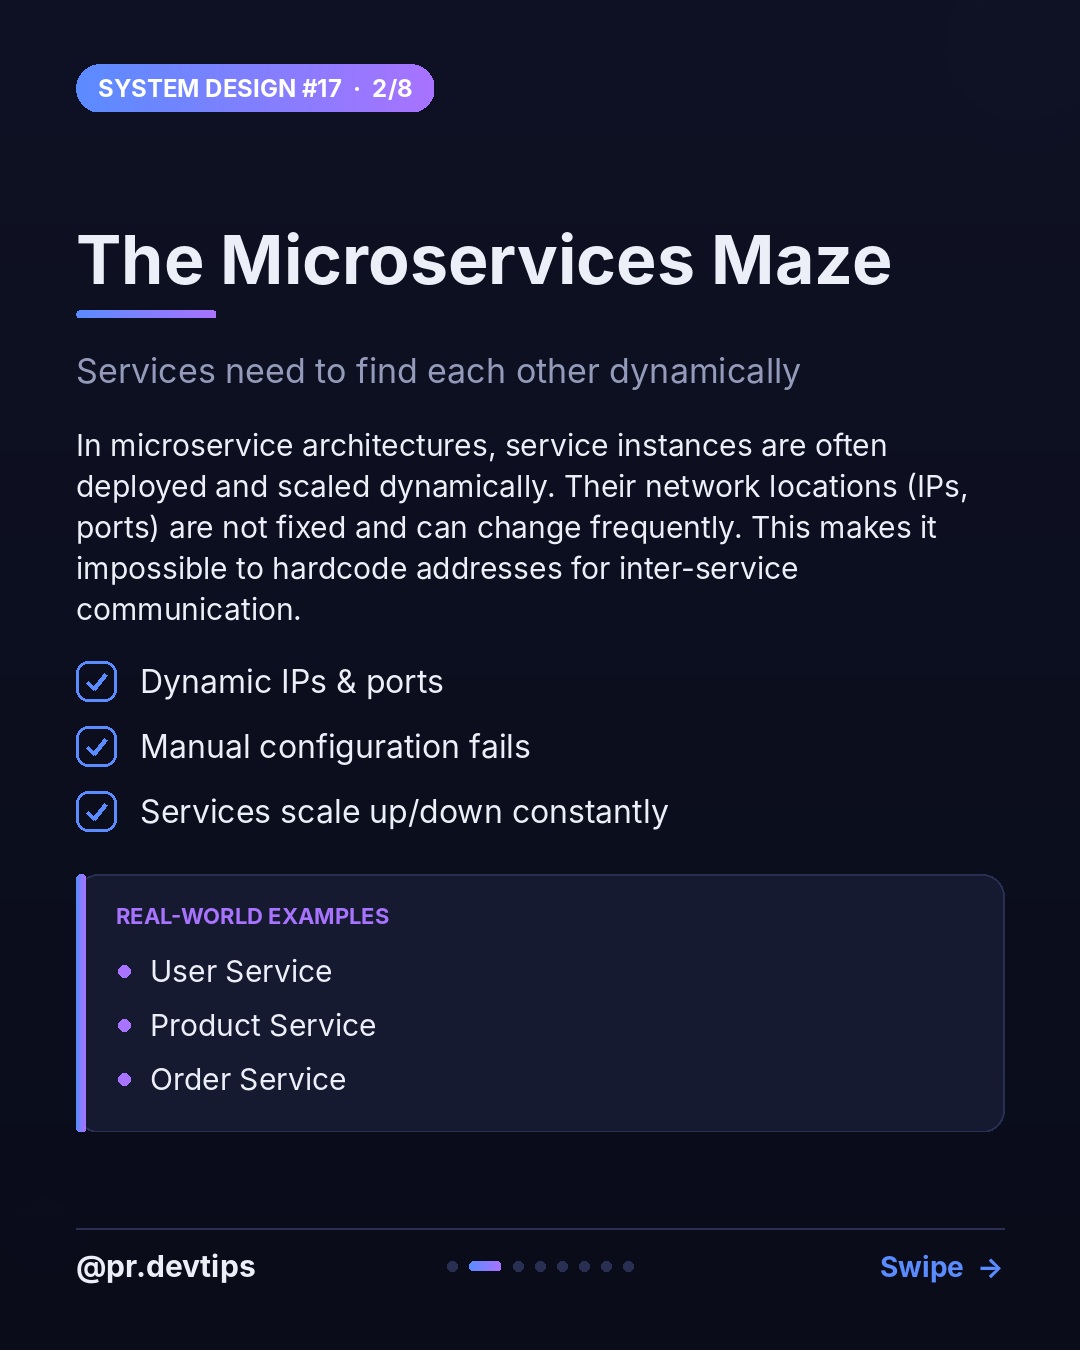 SYSTEM DESIGN #17 · 2/8
The Microservices Maze
Services need to find each other dynamically
In microservice architectures, service instances are often
deployed and scaled dynamically. Their network locations (IPs,
ports) are not fixed and can change frequently. This makes it
impossible to hardcode addresses for inter-service
communication.
Dynamic IPs & ports
Manual configuration fails
Services scale up/down constantly
REAL-WORLD EXAMPLES
User Service
Product Service
Order Service
@pr.devtips
Swipe →